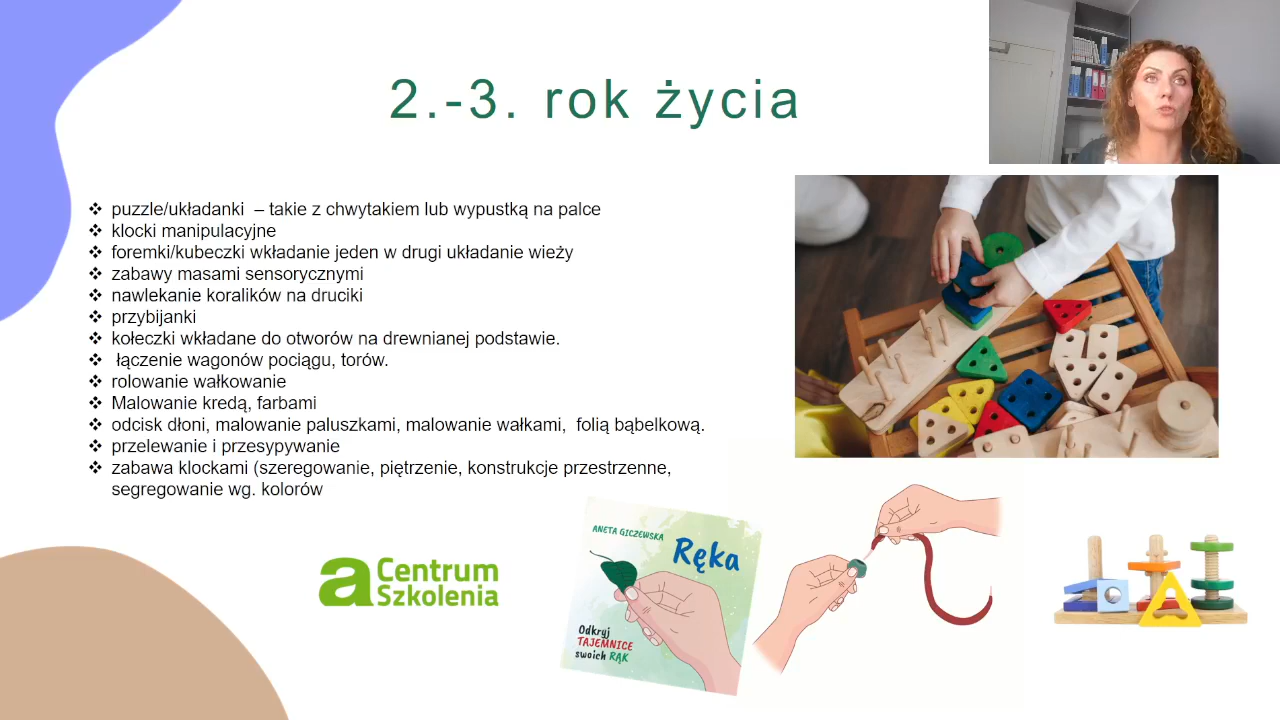 2.-3. rok życia
❖ puzzle/układanki – takie z chwytakiem lub wypustką na palce
❖ klocki manipulacyjne
❖ foremki/kubeczki wkładanie jeden w drugi układanie wieży
❖ zabawy masami sensorycznymi
❖ nawlekanie koralików na druciki
❖ przybijanki
❖ kołeczki wkładane do otworów na drewnianej podstawie.
❖ łączenie wagonów pociągu, torów.
❖ rolowanie wałkowanie
❖ Malowanie kredą, farbami
❖ odcisk dłoni, malowanie paluszkami, malowanie wałkami, folią bąbelkową.
❖ przelewanie i przesypywanie
❖ zabawa klockami (szeregowanie, piętrzenie, konstrukcje przestrzenne,
segregowanie wg. kolorów
a Centrum
Szkolenia
ANETA GICZEWSKA
Ręka
Odkryj
TAJEMNICE
swoich RĄK